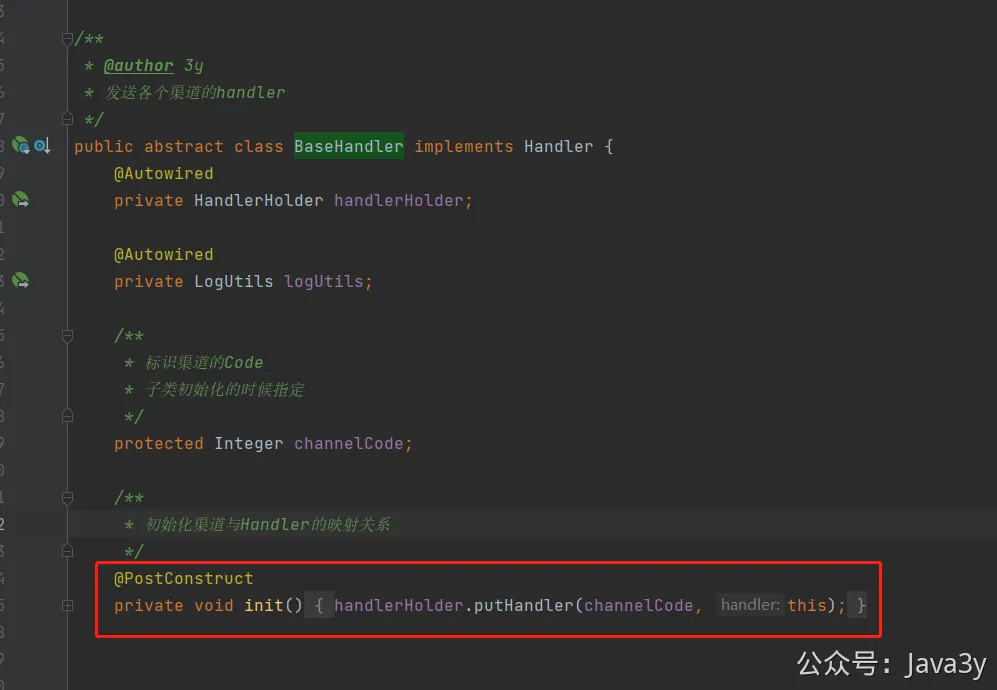 /**
* @author 3y
* 发送各个渠道的handler
*/
public abstract class BaseHandler implements Handler {
@Autowired
private HandlerHolder handlerHolder;
@Autowired
private LogUtils logUtils;
/**
* 标识渠道的Code
* 子类初始化的时候指定
*/
protected Integer channelCode;
/**
* 初始化渠道与Handler的映射关系
*/
@PostConstruct
private void init() { handlerHolder.putHandler(channelCode, handler: this); }
公众号：Java3y